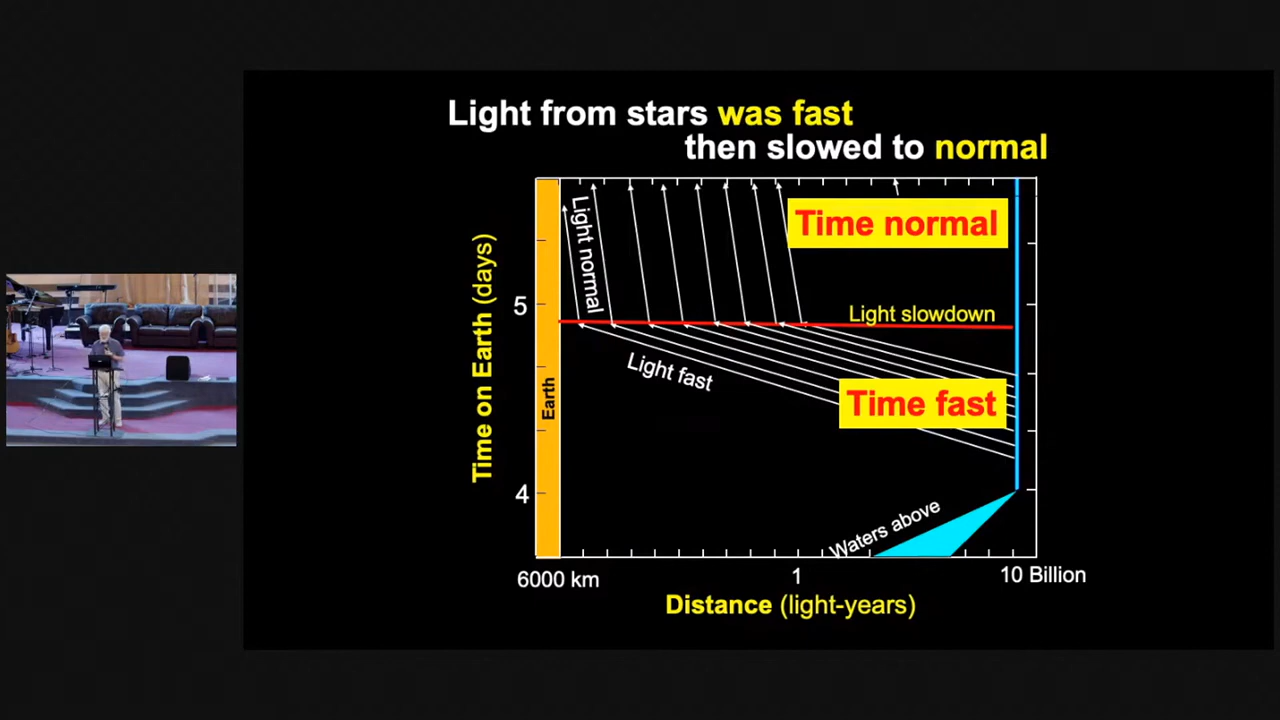 Light from stars was fast
then slowed to normal
Time normal
Light normal
5
Light slowdown
Light fast
Time fast
Time on Earth (days)
Earth
4
Waters above
6000 km
1
10 Billion
Distance (light-years)